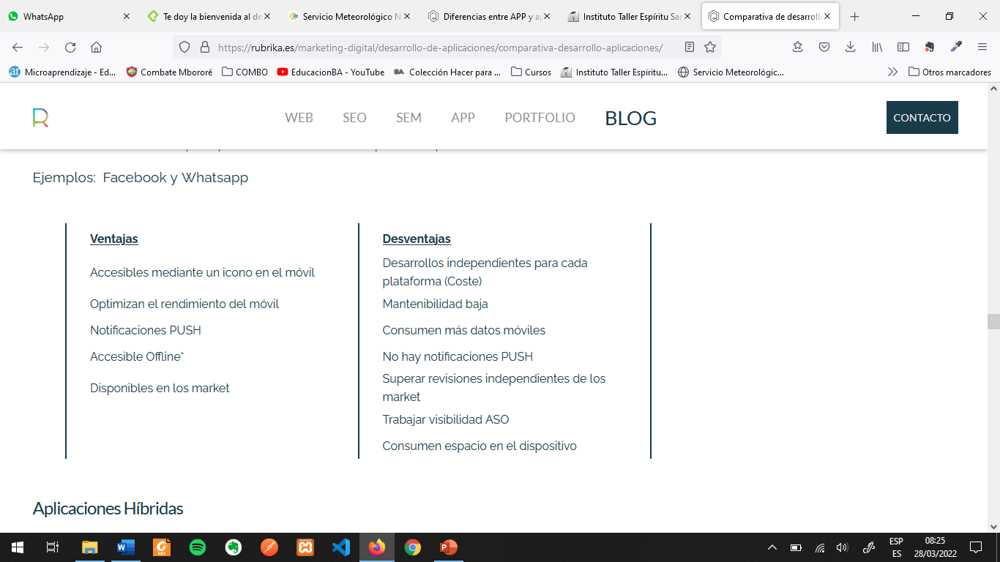 WhatsApp
Te doy la bienvenida al de
Servicio Meteorológico N
Diferencias entre APP y a
Instituto Taller Espíritu Sa
Comparativa de desarroll
https://rubrika.es/marketing-digital/desarrollo-de-aplicaciones/comparativa-desarrollo-aplicaciones/
Microaprendizaje - Ed...
Combate Mbororé
COMBO
EducacionBA - YouTube
BA
Colección Hacer para ...
Cursos
Instituto Taller Espíritu...
Servicio Meteorológic...
Otros marcadores
R
WEB
SEO
SEM
APP
PORTFOLIO
BLOG
CONTACTO
Ejemplos: Facebook y Whatsapp
Ventajas
Accesibles mediante un icono en el móvil
Optimizan el rendimiento del móvil
Notificaciones PUSH
Accesible Offline*
Disponibles en los market
Desventajas
Desarrollos independientes para cada
plataforma (Coste)
Mantenibilidad baja
Consumen más datos móviles
No hay notificaciones PUSH
Superar revisiones independientes de los
market
Trabajar visibilidad ASO
Consumen espacio en el dispositivo
Aplicaciones Híbridas
ESP
ES
08:25
28/03/2022